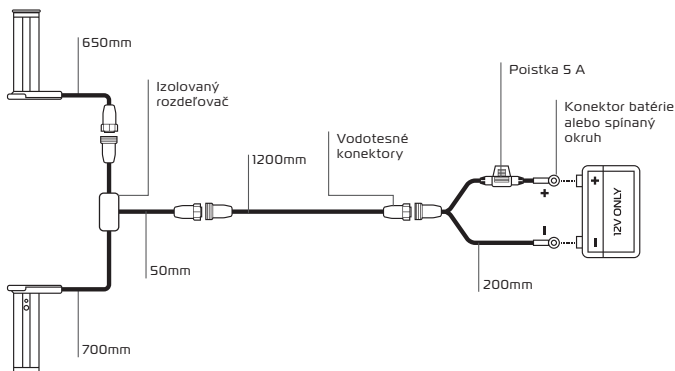 650mm
Izolovaný
rozdeľovač
Poistka 5 A
Konektor batérie
alebo spínaný
okruh
Vodotesné
konektory
1200mm
+
+
12V ONLY
-
-
50mm
200mm
700mm